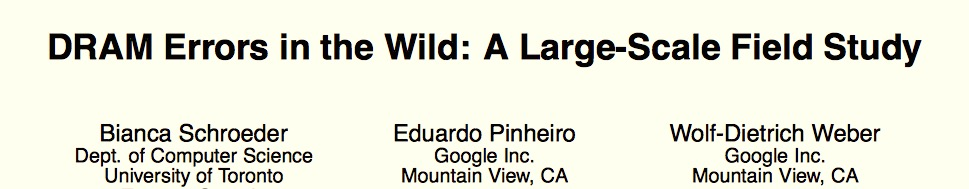 DRAM Errors in the Wild: A Large-Scale Field Study
Bianca Schroeder
Dept. of Computer Science
University of Toronto
Eduardo Pinheiro
Google Inc.
Mountain View, CA
Wolf-Dietrich Weber
Google Inc.
Mountain View, CA